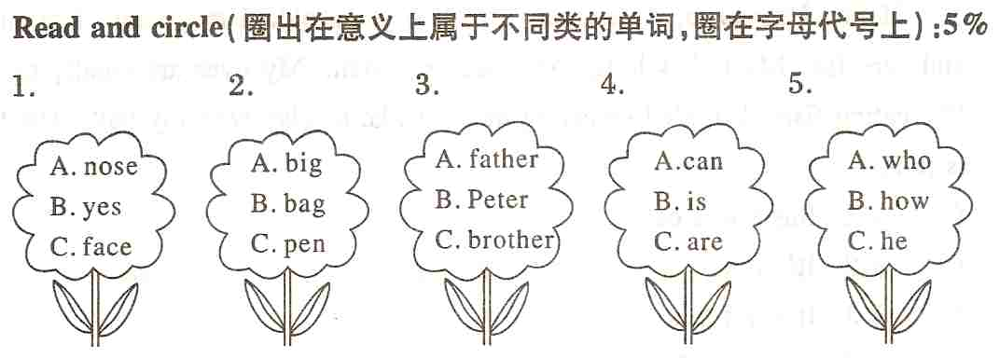 Read and circle(圈出在意义上属于不同类的单词,圈在字母代号上):5%
1. 2. 3. 4. 5.
A. nose
B. yes
C. face
A. big
B. bag
C. pen
A. father
B. Peter
C. brother
A. can
B. is
C. are
A. who
B. how
C. he